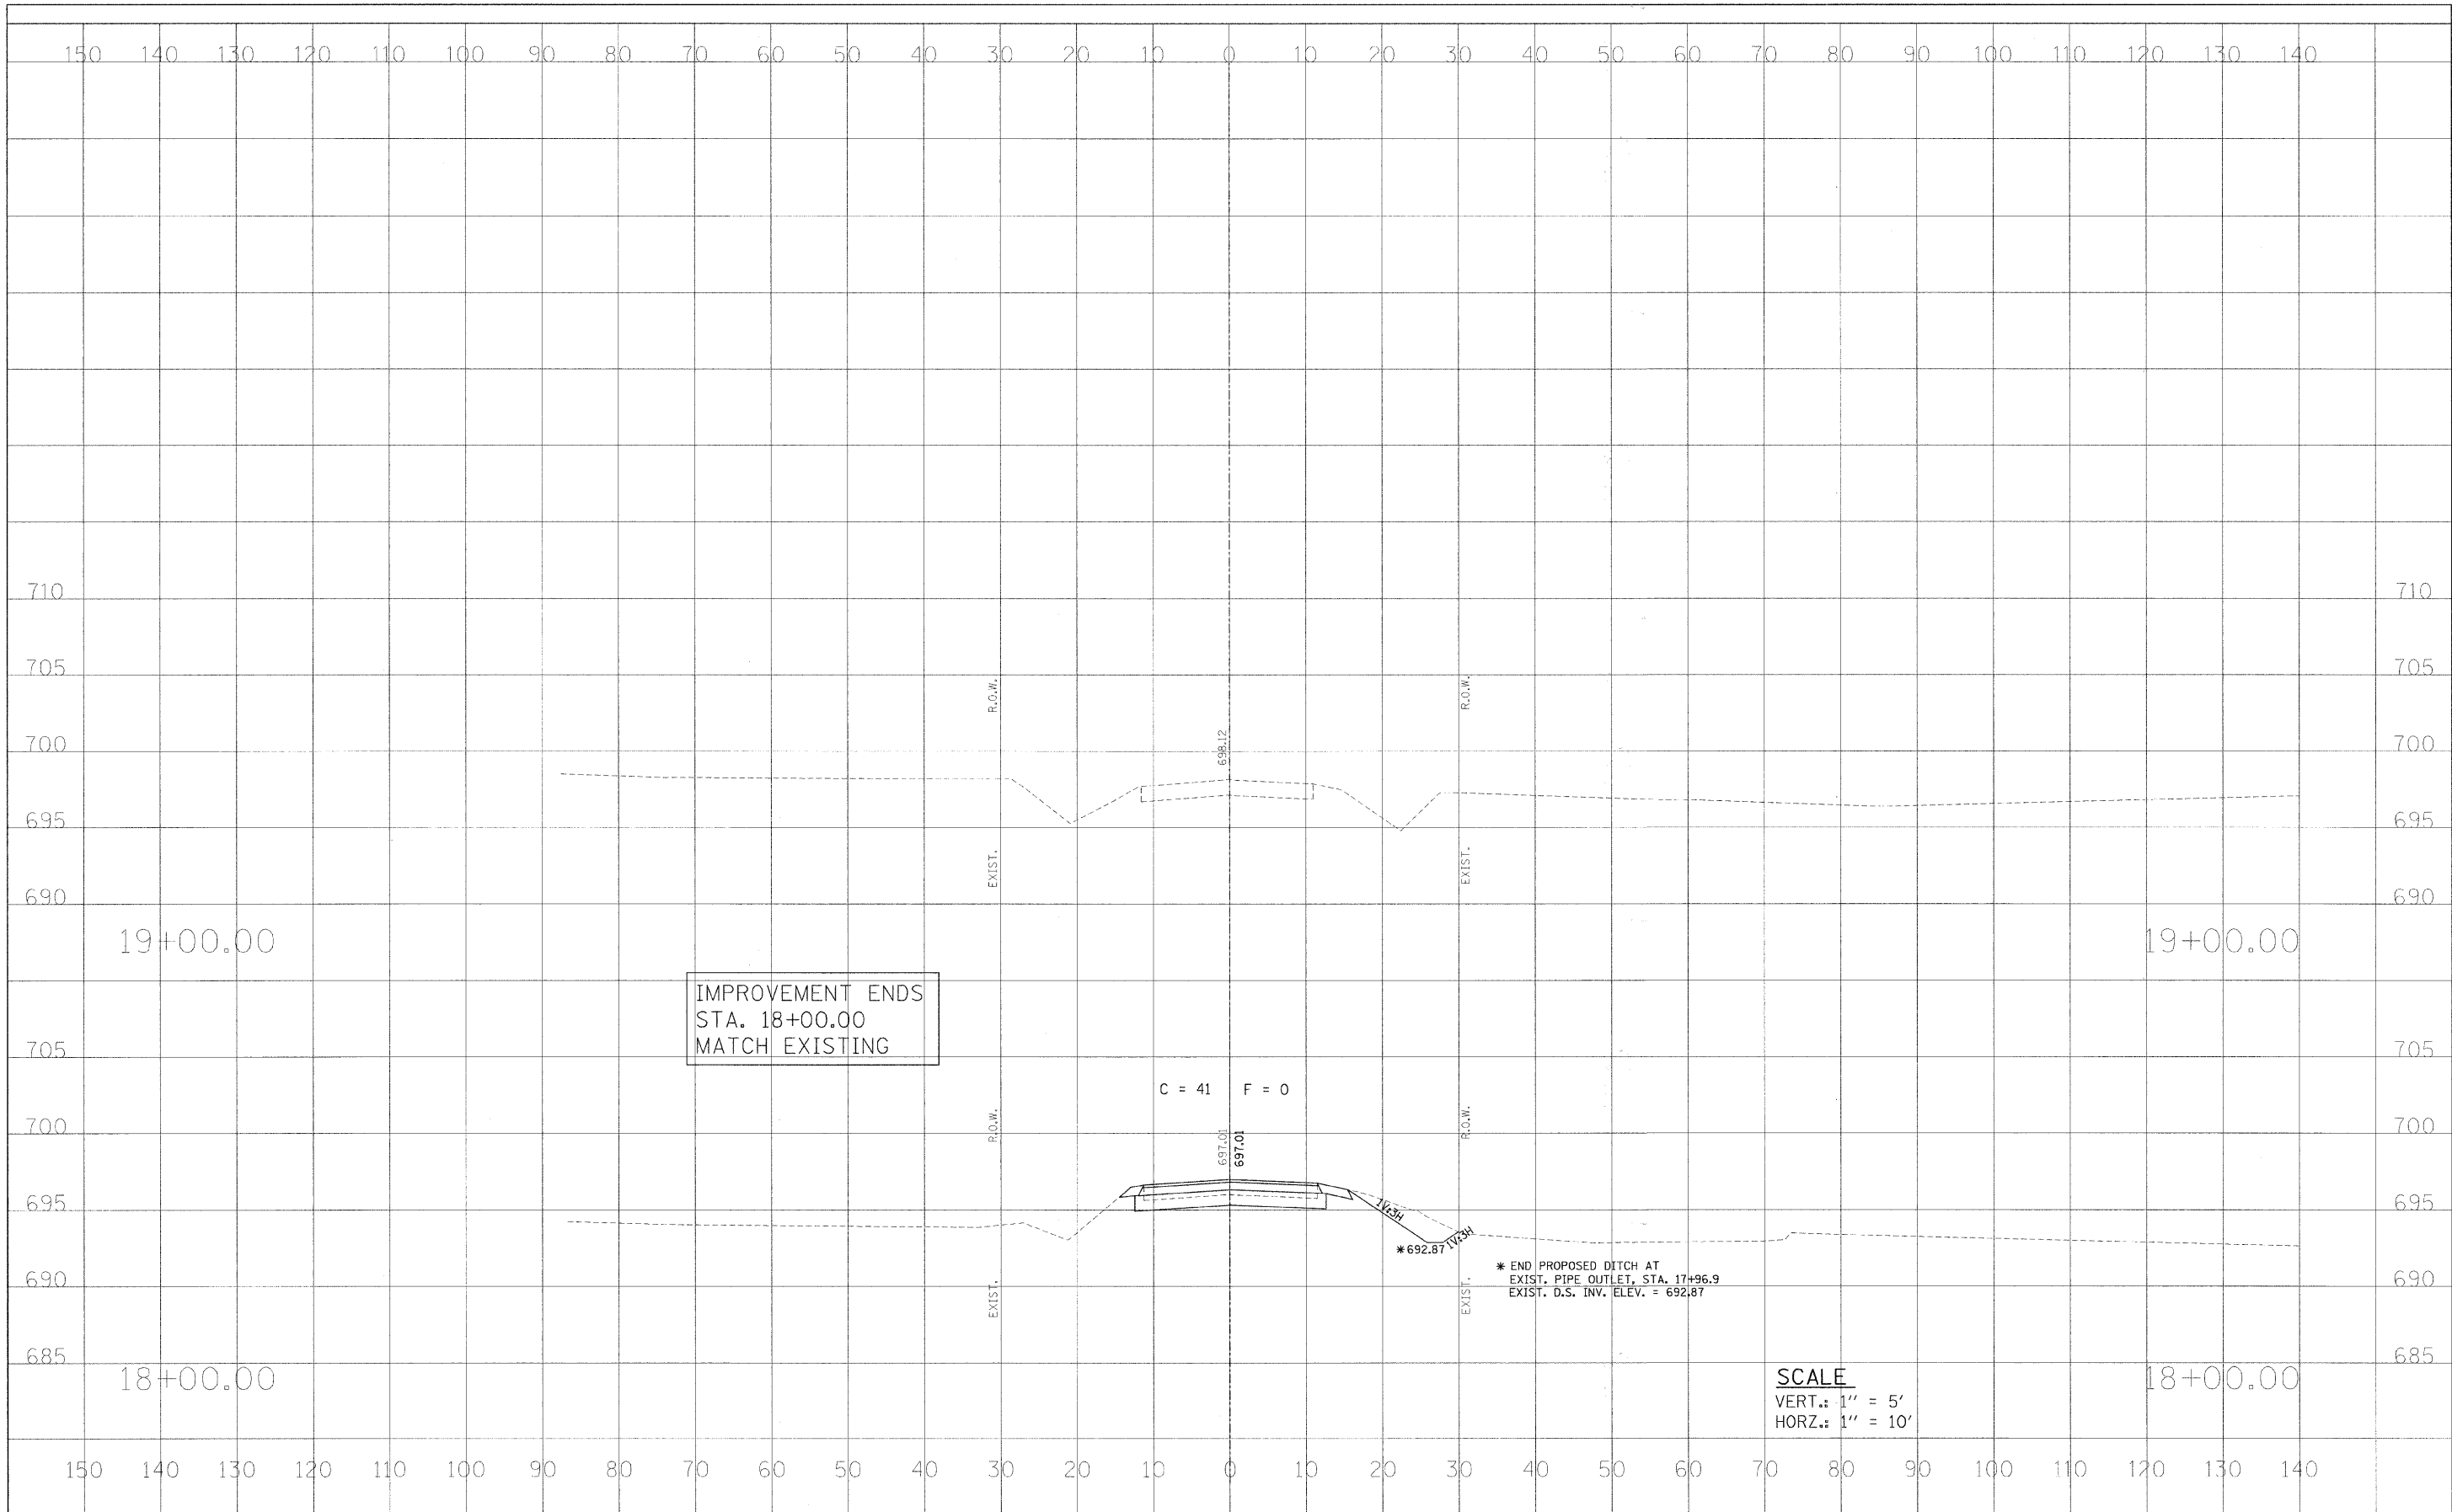 150 140 130 120 110 100 90 80 70 60 50 40 30 20 10 0 10 20 30 40 50 60 70 80 90 100 110 120 130 140
710 710
705 705
R.O.W. R.O.W.
700 698.12 700
695 695
EXIST. EXIST.
690 690
19+00.00 19+00.00
IMPROVEMENT ENDS
STA. 18+00.00
MATCH EXISTING
705 705
C = 41 F = 0
R.O.W. R.O.W.
700 700
697.01 697.01
695 695
1V:3H
1V:3H
*692.87
* END PROPOSED DITCH AT
EXIST. PIPE OUTLET, STA. 17+96.9
EXIST. D.S. INV. ELEV. = 692.87
690 690
EXIST. EXIST.
685 685
18+00.00 18+00.00
SCALE
VERT.: 1" = 5'
HORZ.: 1" = 10'
150 140 130 120 110 100 90 80 70 60 50 40 30 20 10 0 10 20 30 40 50 60 70 80 90 100 110 120 130 140